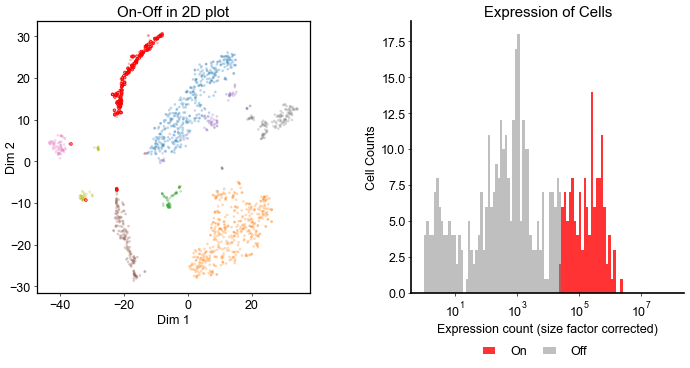 On-Off in 2D plot
30
20
10
0
−10
−20
−30
Dim 2
−40
−20
0
20
Dim 1
Expression of Cells
17.5
15.0
12.5
10.0
7.5
5.0
2.5
0.0
Cell Counts
10^1
10^3
10^5
10^7
Expression count (size factor corrected)
On
Off